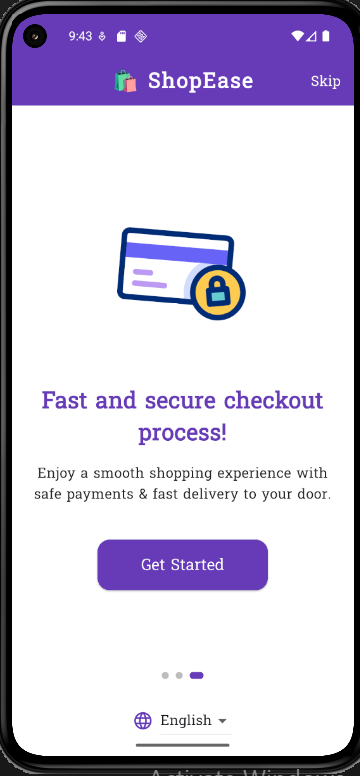 9:43
ShopEase
Skip
Fast and secure checkout
process!
Enjoy a smooth shopping experience with
safe payments & fast delivery to your door.
Get Started
English
Activate Windows